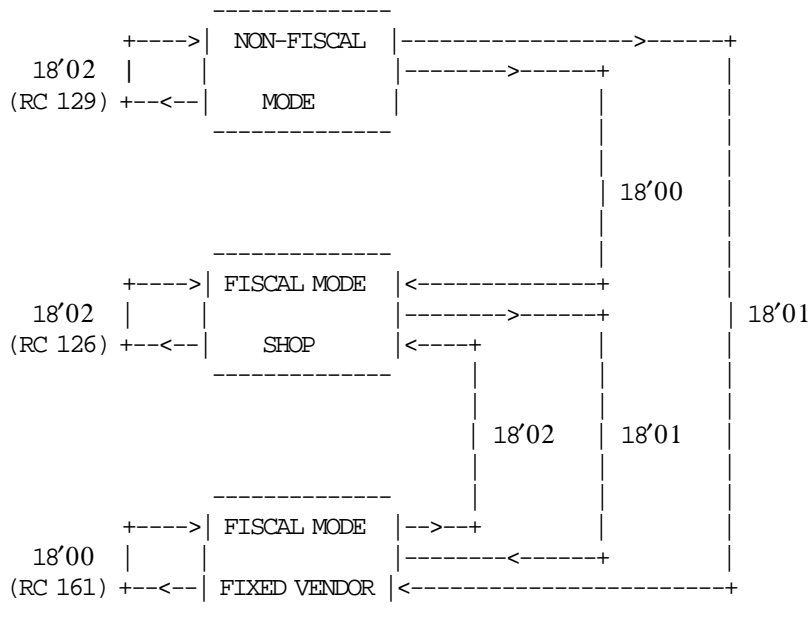 NON-FISCAL
18′02
(RC 129)
MODE
18′00
FISCAL MODE
18′02
18′01
(RC 126)
SHOP
18′02
18′01
FISCAL MODE
18′00
(RC 161)
FIXED VENDOR